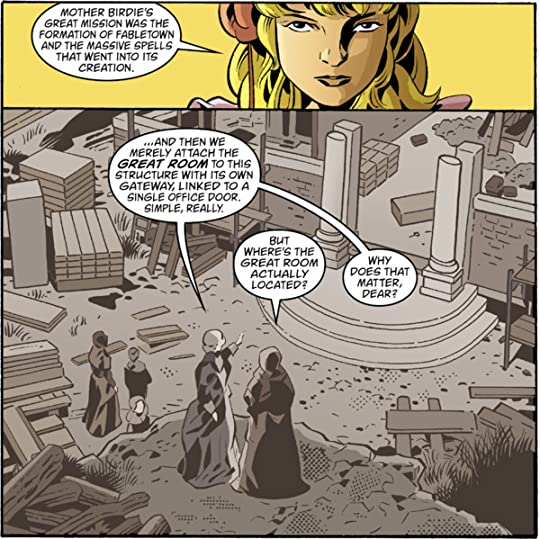 MOTHER BIRDIE'S
GREAT MISSION WAS THE
FORMATION OF FABLETOWN
AND THE MASSIVE SPELLS
THAT WENT INTO ITS
CREATION.
...AND THEN WE
MERELY ATTACH THE
GREAT ROOM TO THIS
STRUCTURE WITH ITS OWN
GATEWAY, LINKED TO A
SINGLE OFFICE DOOR.
SIMPLE, REALLY.
BUT
WHERE'S THE
GREAT ROOM
ACTUALLY
LOCATED?
WHY
DOES THAT
MATTER,
DEAR?